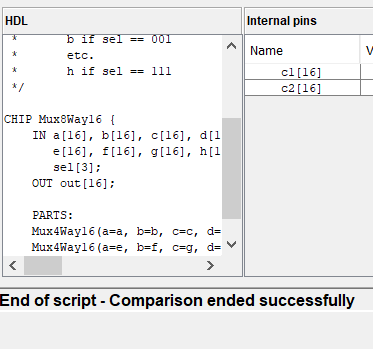 HDL
Internal pins
*       b if sel == 001
*       etc.
*       h if sel == 111
*/
CHIP Mux8Way16 {
    IN a[16], b[16], c[16], d[1
       e[16], f[16], g[16], h[1
       sel[3];
    OUT out[16];
    PARTS:
    Mux4Way16(a=a, b=b, c=c, d=
    Mux4Way16(a=e, b=f, c=g, d=
Name
V
c1[16]
c2[16]
End of script - Comparison ended successfully